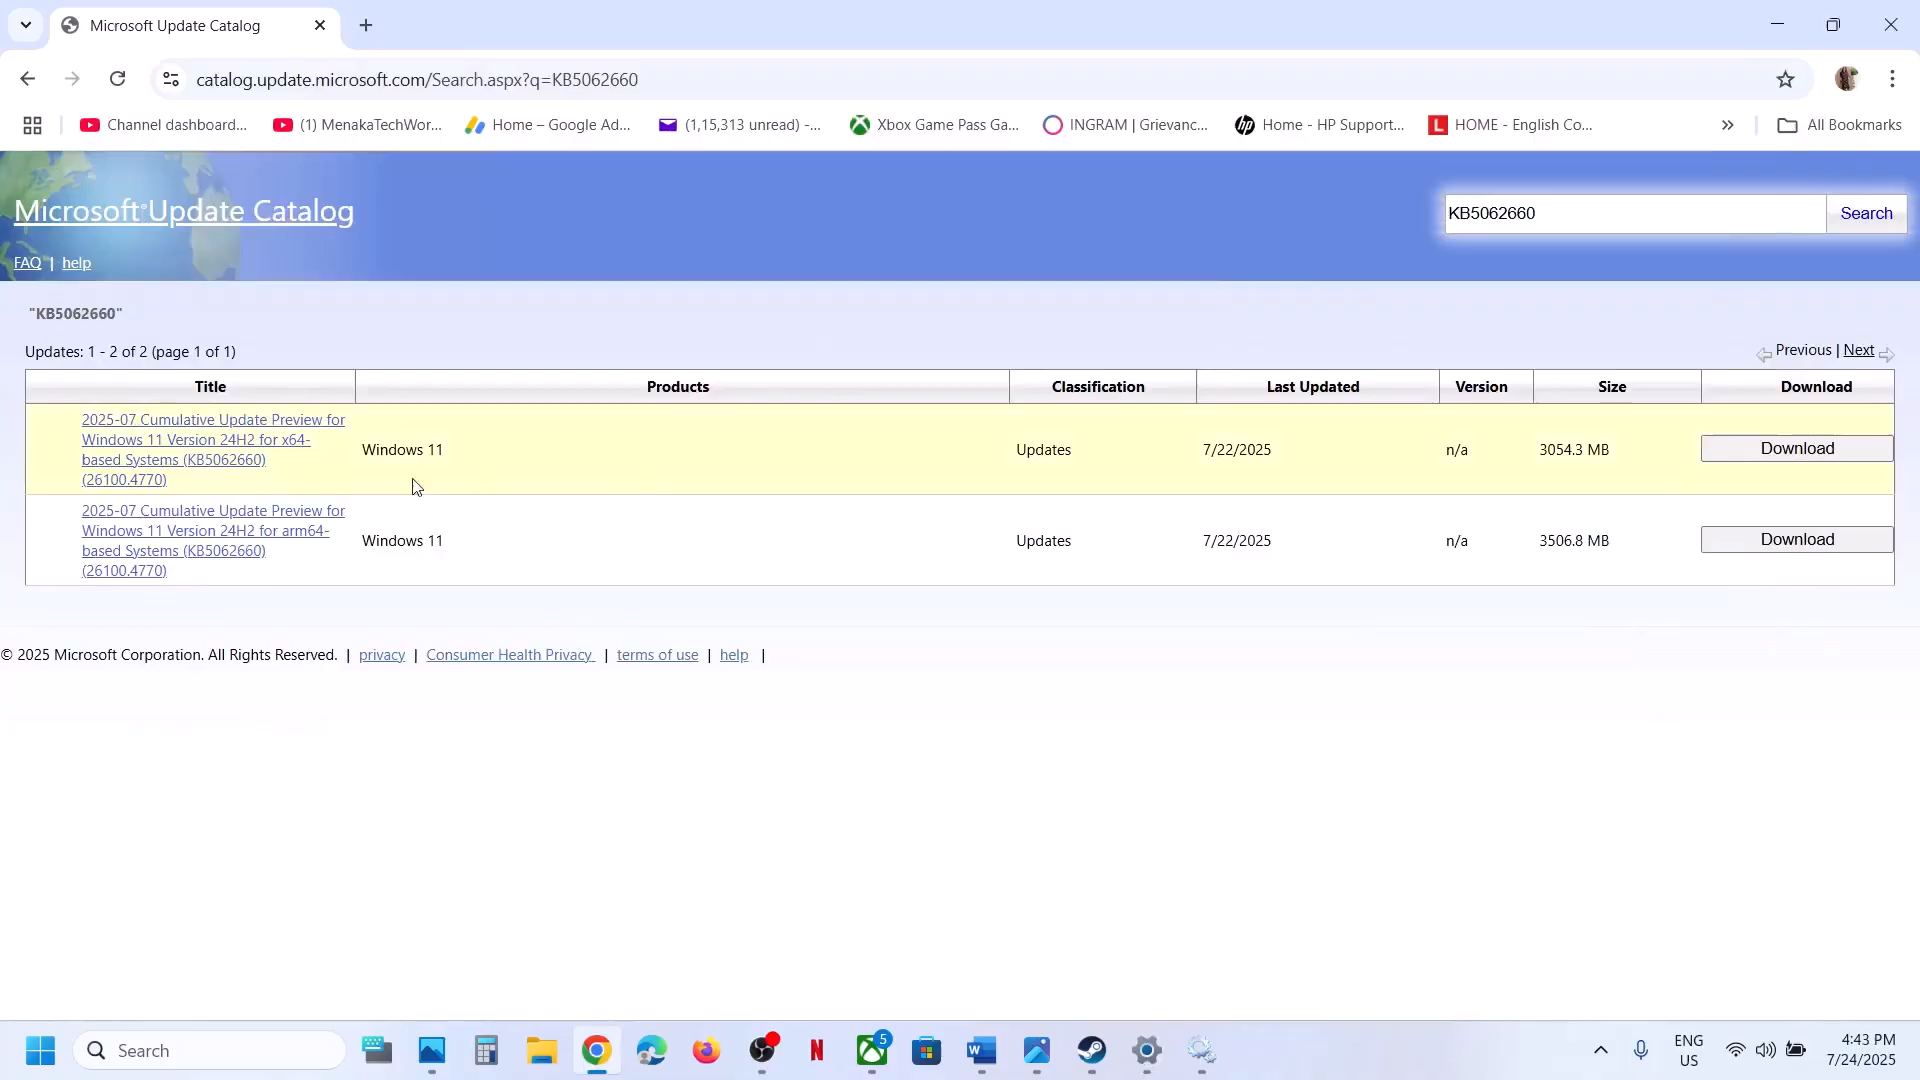 Microsoft Update Catalog
catalog.update.microsoft.com/Search.aspx?q=KB5062660
Channel dashboard...
(1) MenakaTechWor...
Home – Google Ad...
(1,15,313 unread) -...
Xbox Game Pass Ga...
INGRAM | Grievanc...
Home - HP Support...
HOME - English Co...
All Bookmarks
Microsoft® Update Catalog
KB5062660
Search
FAQ | help
"KB5062660"
Updates: 1 - 2 of 2 (page 1 of 1)
Previous | Next
Title Products Classification Last Updated Version Size Download
2025-07 Cumulative Update Preview for
Windows 11 Version 24H2 for x64-
based Systems (KB5062660)
(26100.4770)
Windows 11 Updates 7/22/2025 n/a 3054.3 MB Download
2025-07 Cumulative Update Preview for
Windows 11 Version 24H2 for arm64-
based Systems (KB5062660)
(26100.4770)
Windows 11 Updates 7/22/2025 n/a 3506.8 MB Download
© 2025 Microsoft Corporation. All Rights Reserved. | privacy | Consumer Health Privacy | terms of use | help |
Search
5
ENG
US
4:43 PM
7/24/2025